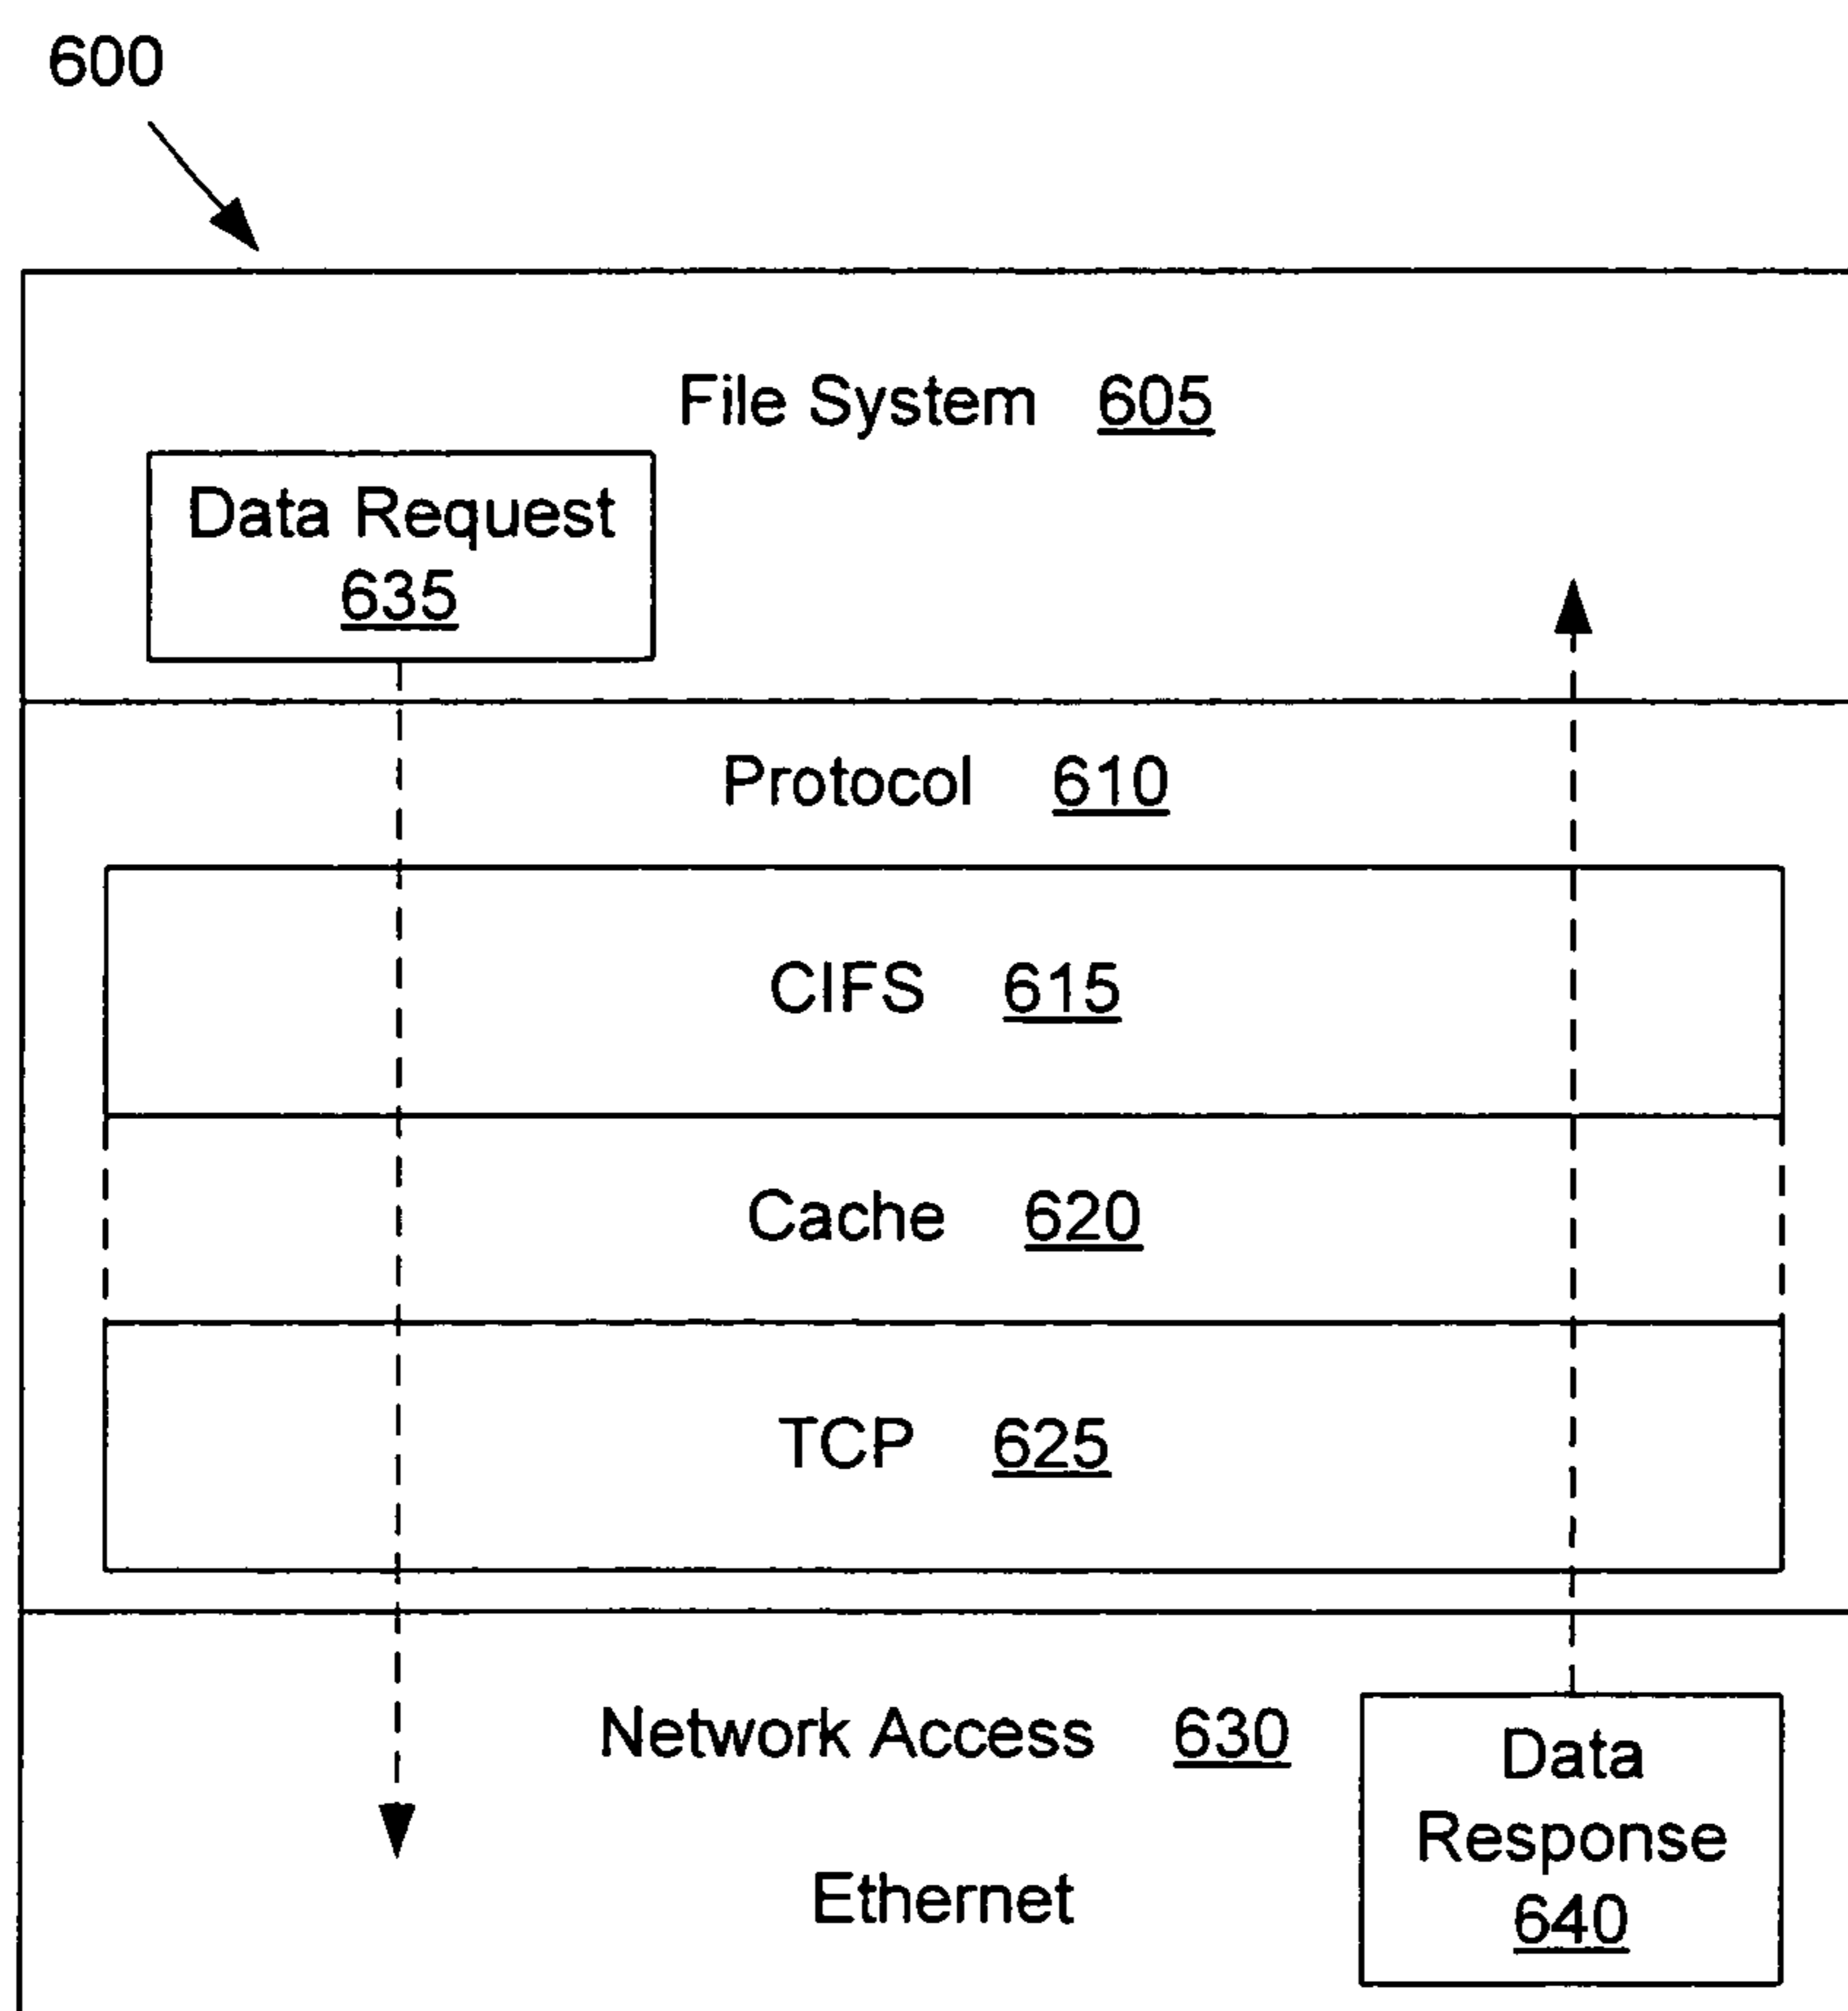 600
File System 605
Data Request
635
Protocol 610
CIFS 615
Cache 620
TCP 625
Network Access 630
Ethernet
Data
Response
640